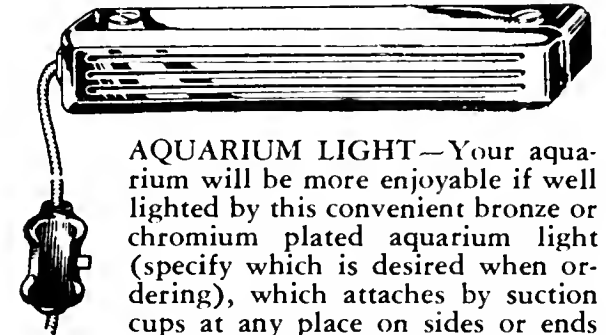 AQUARIUM LIGHT—Your aqua-
rium will be more enjoyable if well
lighted by this convenient bronze or
chromium plated aquarium light
(specify which is desired when or-
dering), which attaches by suction
cups at any place on sides or ends